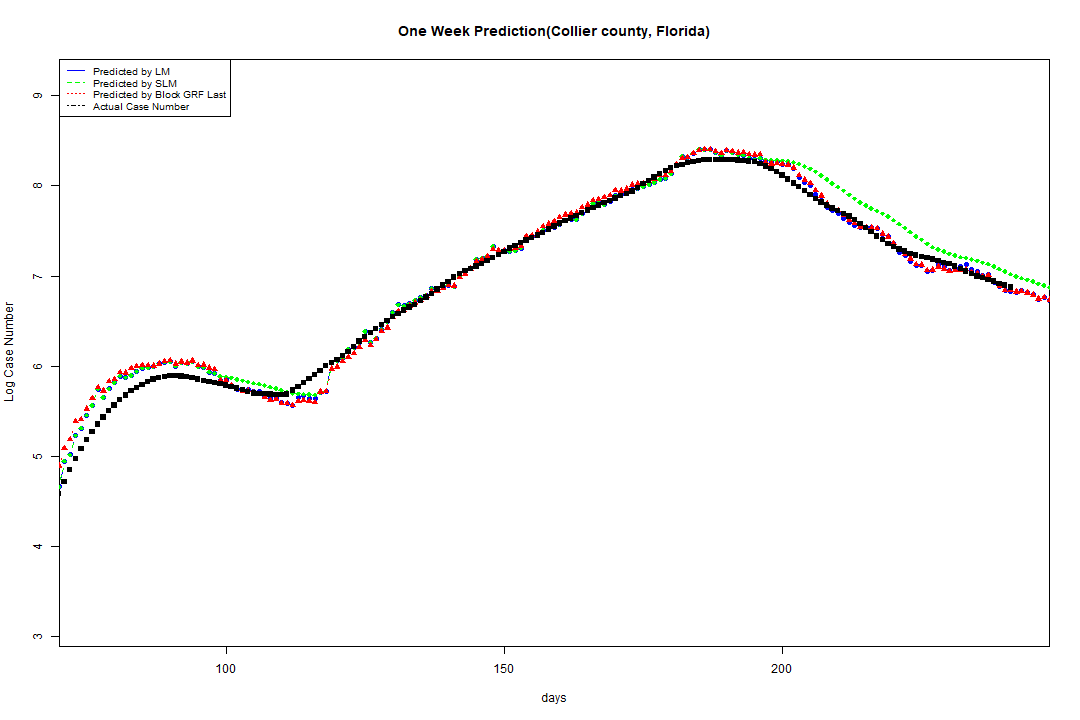 One Week Prediction(Collier county, Florida)
Predicted by LM
Predicted by SLM
Predicted by Block GRF Last
Actual Case Number
9
8
7
6
5
4
3
Log Case Number
100 150 200
days